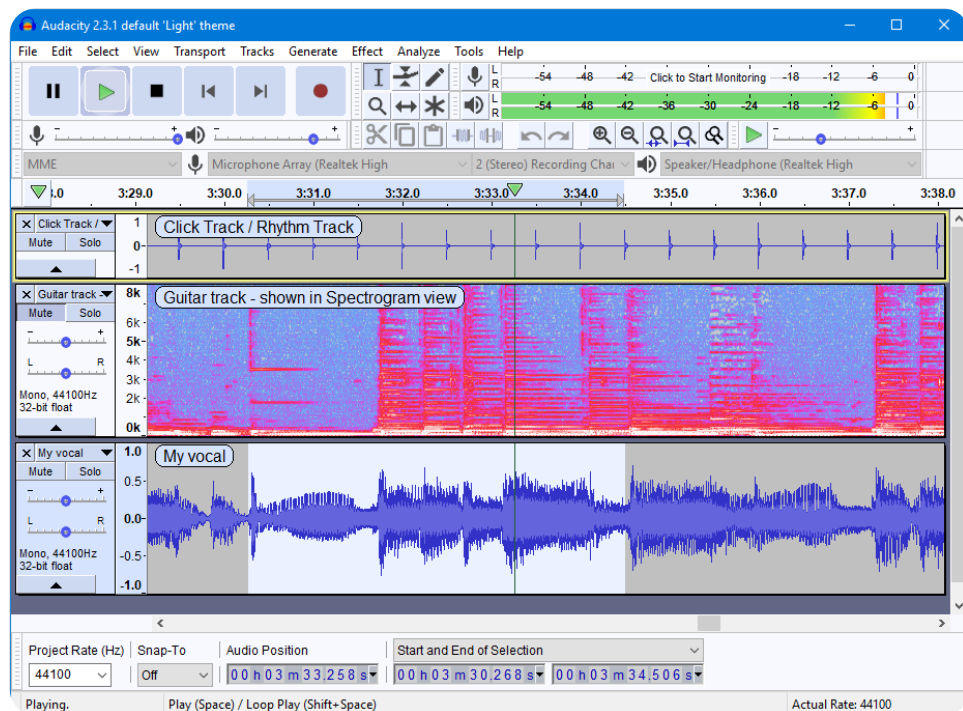 Audacity 2.3.1 default 'Light' theme
File Edit Select View Transport Tracks Generate Effect Analyze Tools Help
L R -54 -48 -42 Click to Start Monitoring -18 -12 -6 0
L R -54 -48 -42 -36 -30 -24 -18 -12 -6 0
- + - + - +
MME Microphone Array (Realtek High 2 (Stereo) Recording Chai Speaker/Headphone (Realtek High
3:29.0 3:30.0 3:31.0 3:32.0 3:33.0 3:34.0 3:35.0 3:36.0 3:37.0 3:38.0
Click Track / 1 Click Track / Rhythm Track
Mute Solo 0
-1
Guitar track - 8k Guitar track - shown in Spectrogram view
Mute Solo
- + 6k
5k
L R 4k
3k
Mono, 44100Hz 2k
32-bit float
0k
My vocal 1.0 My vocal
Mute Solo
- + 0.5
L R 0.0
Mono, 44100Hz -0.5
32-bit float
-1.0
Project Rate (Hz) Snap-To Audio Position Start and End of Selection
44100 Off 00 h 03 m 33.258 s 00 h 03 m 30.268 s 00 h 03 m 34.506 s
Playing. Play (Space) / Loop Play (Shift+Space) Actual Rate: 44100